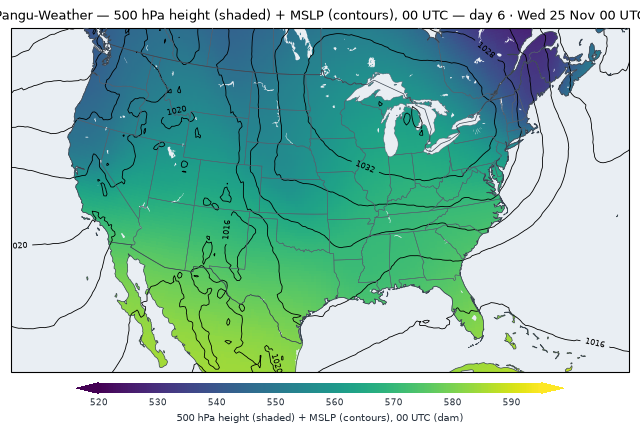 Pangu-Weather — 500 hPa height (shaded) + MSLP (contours), 00 UTC — day 6 · Wed 25 Nov 00 UTC
1028
1020
1032
1016
020
1016
1020
520 530 540 550 560 570 580 590
500 hPa height (shaded) + MSLP (contours), 00 UTC (dam)